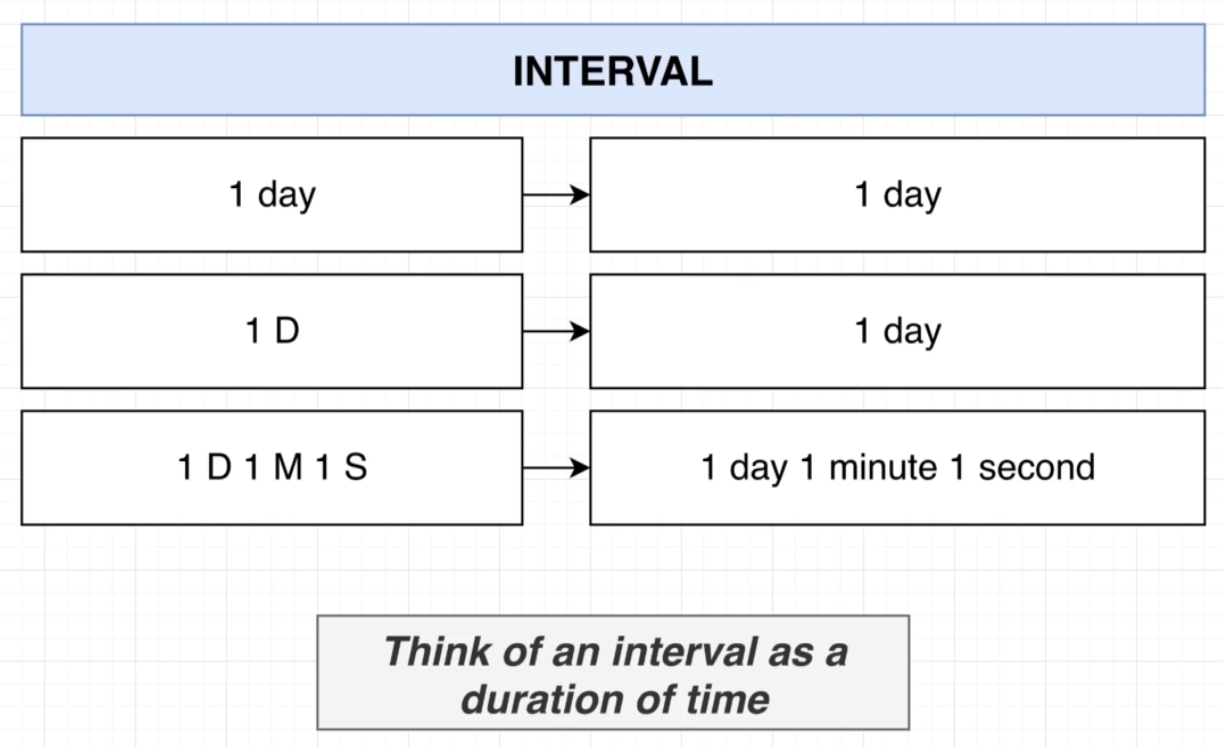 INTERVAL
1 day
1 day
1 D
1 day
1 D 1 M 1 S
1 day 1 minute 1 second
Think of an interval as a
duration of time